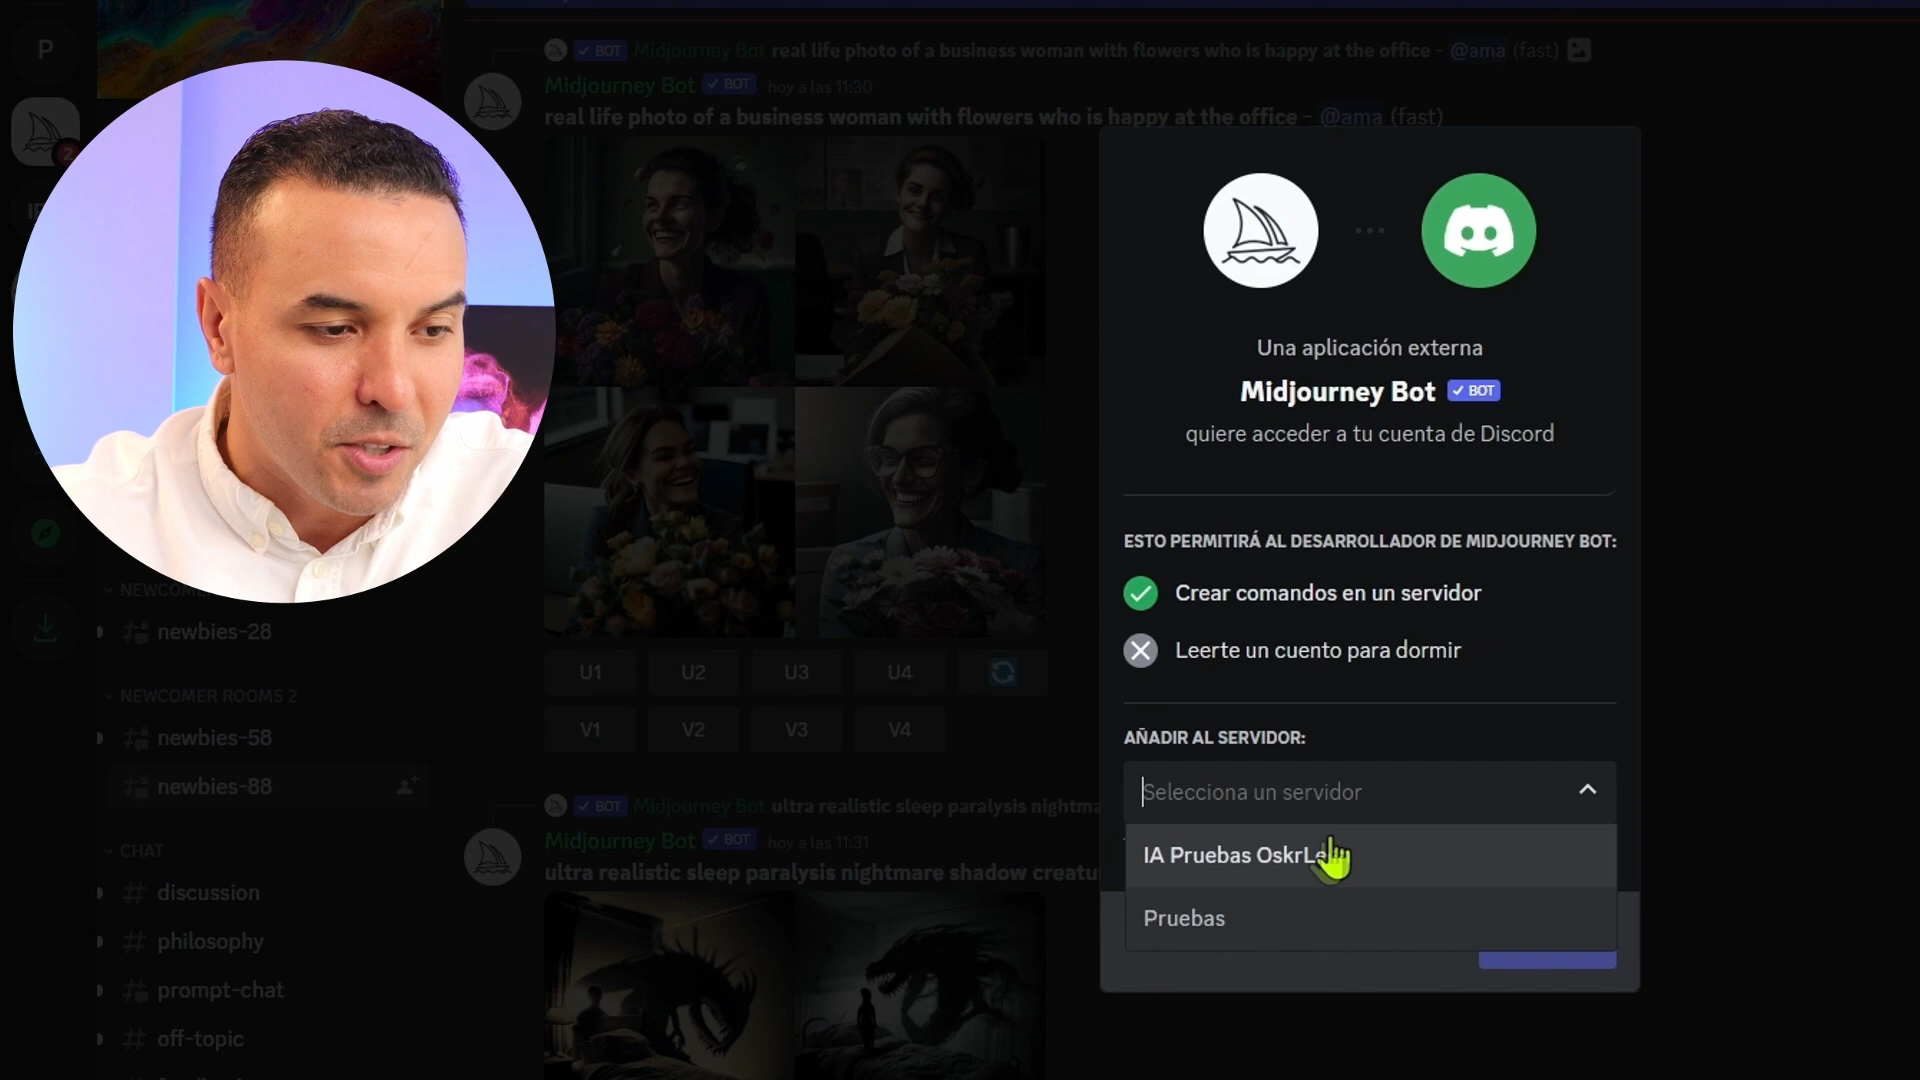 P
BOT Midjourney Bot real life photo of a business woman with flowers who is happy at the office - @ama (fast)
Midjourney Bot BOT hoy a las 11:30
real life photo of a business woman with flowers who is happy at the office - @ama (fast)
2
Una aplicación externa
Midjourney Bot BOT
quiere acceder a tu cuenta de Discord
ESTO PERMITIRÁ AL DESARROLLADOR DE MIDJOURNEY BOT:
Crear comandos en un servidor
Leerte un cuento para dormir
AÑADIR AL SERVIDOR:
Selecciona un servidor
IA Pruebas
Pruebas
newbies-28
NEWCOMER ROOMS 2
newbies-58
newbies-88
CHAT
discussion
philosophy
prompt-chat
off-topic
U1 U2 U3 U4
V1 V2 V3 V4
BOT Midjourney Bot ultra realistic sleep paralysis
Midjourney Bot BOT hoy a las 11:31
ultra realistic sleep paralysis nightmare shadow